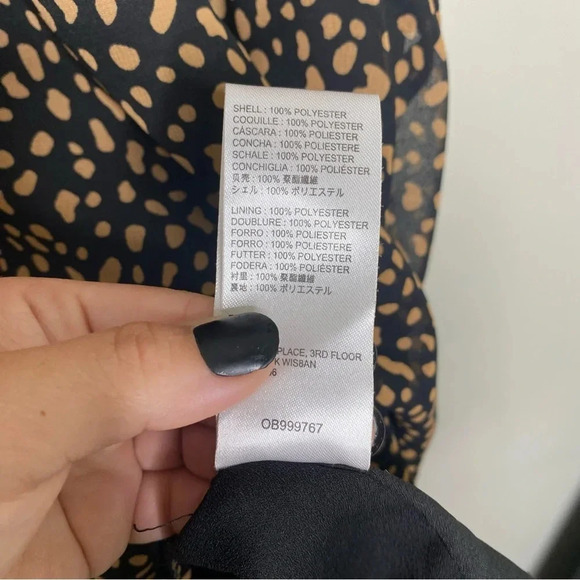 SHELL : 100% POLYESTER
COQUILLE : 100% POLYESTER
CÁSCARA : 100% POLIESTER
CONCHA : 100% POLIESTERE
SCHALE : 100% POLYESTER
CONCHIGLIA : 100% POLIÉSTER
贝壳 : 100% 聚酯纖維
シェル : 100% ポリエステル
LINING : 100% POLYESTER
DOUBLURE : 100% POLYESTER
FORRO : 100% POLIESTER
FORRO : 100% POLIESTERE
FUTTER : 100% POLYESTER
FODERA : 100% POLIÉSTER
衬里 : 100% 聚酯纖維
裏地 : 100% ポリエステル
PLACE, 3RD FLOOR
K WIS8AN
OB999767